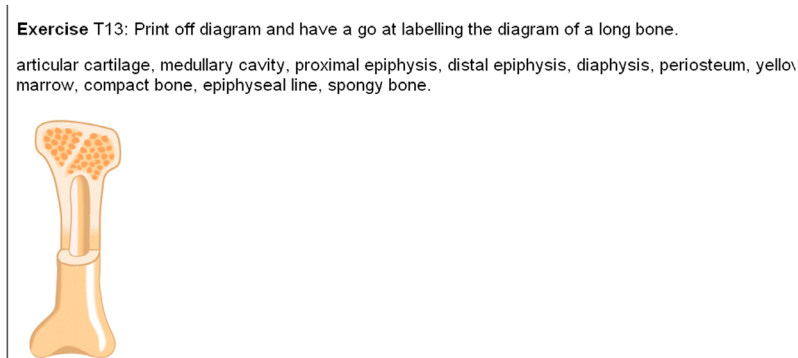 Exercise T13: Print off diagram and have a go at labelling the diagram of a long bone.
articular cartilage, medullary cavity, proximal epiphysis, distal epiphysis, diaphysis, periosteum,
marrow, compact bone, epiphyseal line, spongy bone.